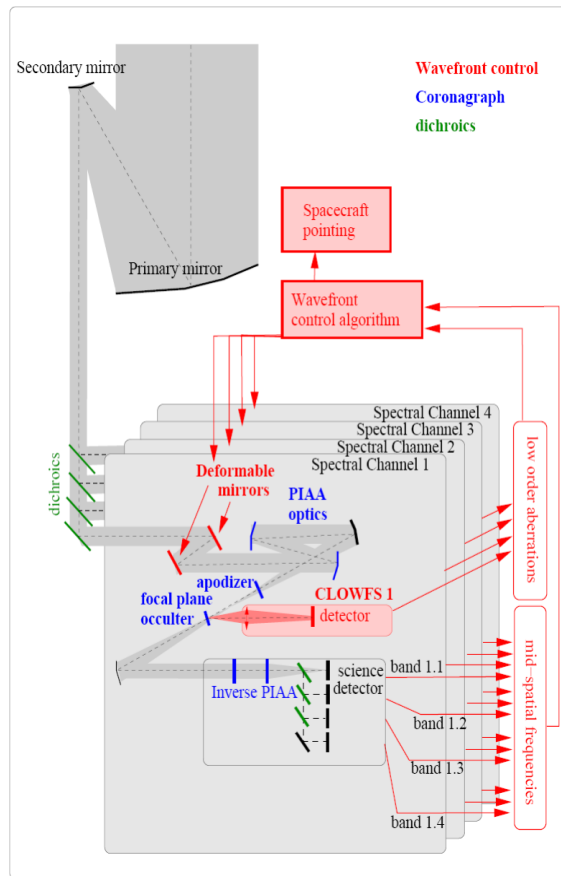 Secondary mirror
Wavefront control
Coronagraph
dichroics
Spacecraft
pointing
Primary mirror
Wavefront
control algorithm
Spectral Channel 4
Spectral Channel 3
Spectral Channel 2
Spectral Channel 1
dichroics
Deformable
mirrors
PIAA
optics
low order aberrations
apodizer
focal plane
occulter
CLOWFS 1
detector
Inverse PIAA
science
detector
band 1.1
band 1.2
band 1.3
band 1.4
mid-spatial frequencies